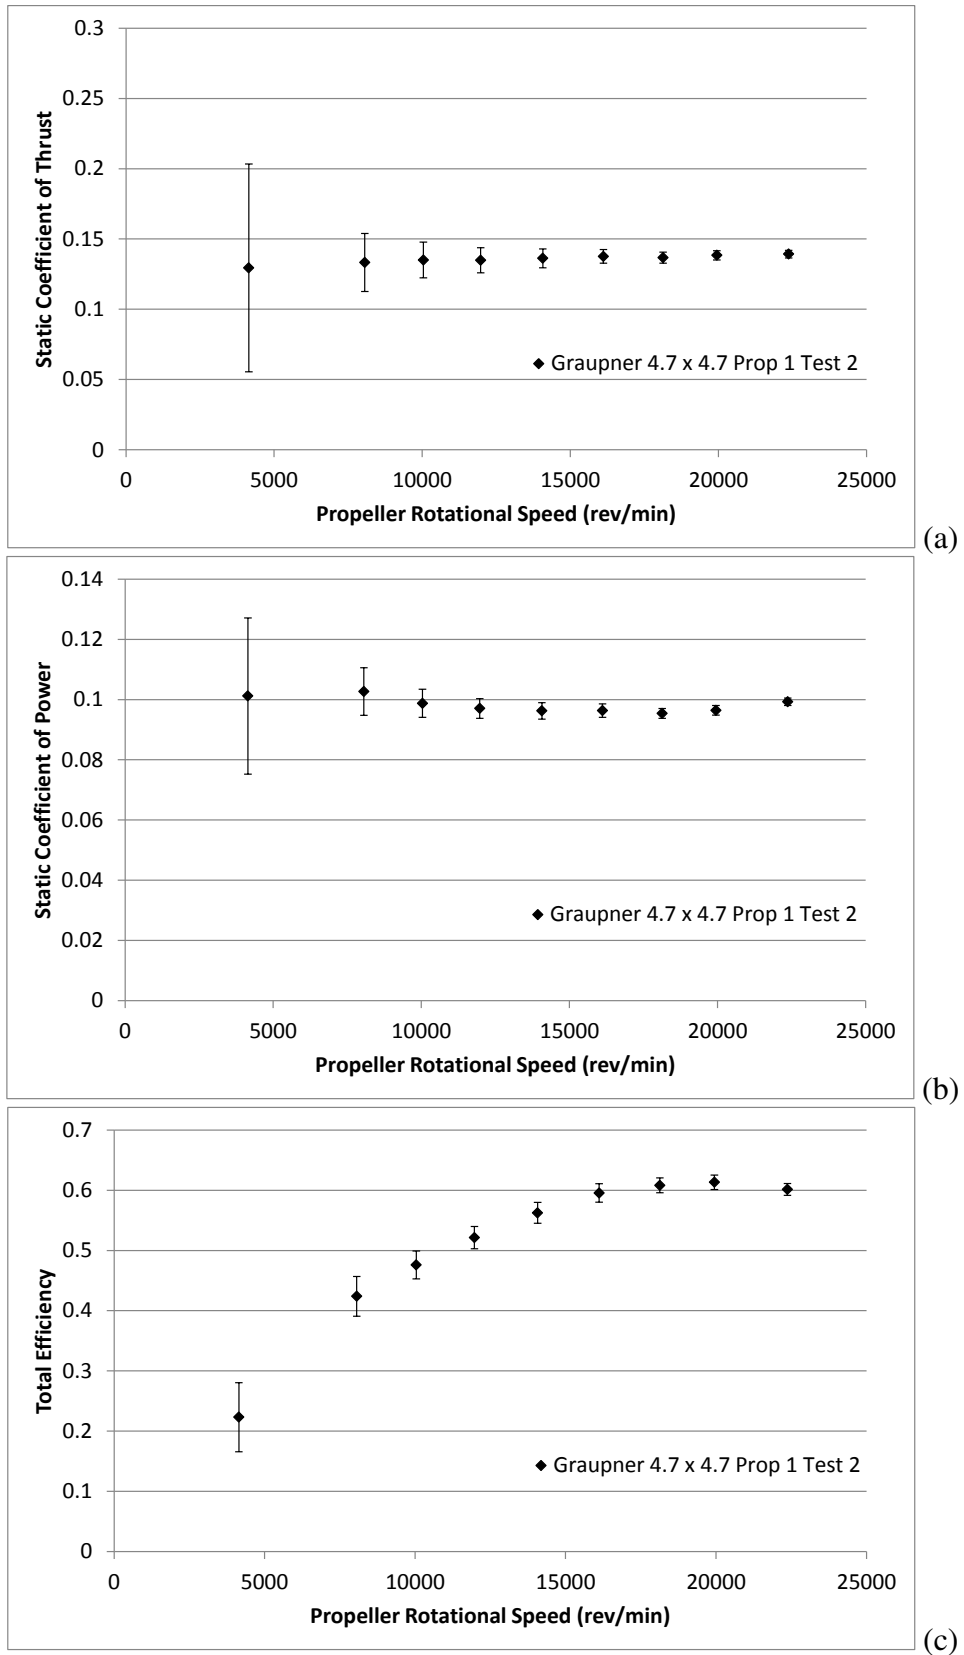 0.3
0.25
0.2
0.15
0.1
0.05
0
Static Coefficient of Thrust
Graupner 4.7 x 4.7 Prop 1 Test 2
0 5000 10000 15000 20000 25000
Propeller Rotational Speed (rev/min)
(a)
0.14
0.12
0.1
0.08
0.06
0.04
0.02
0
Static Coefficient of Power
Graupner 4.7 x 4.7 Prop 1 Test 2
0 5000 10000 15000 20000 25000
Propeller Rotational Speed (rev/min)
(b)
0.7
0.6
0.5
0.4
0.3
0.2
0.1
0
Total Efficiency
Graupner 4.7 x 4.7 Prop 1 Test 2
0 5000 10000 15000 20000 25000
Propeller Rotational Speed (rev/min)
(c)